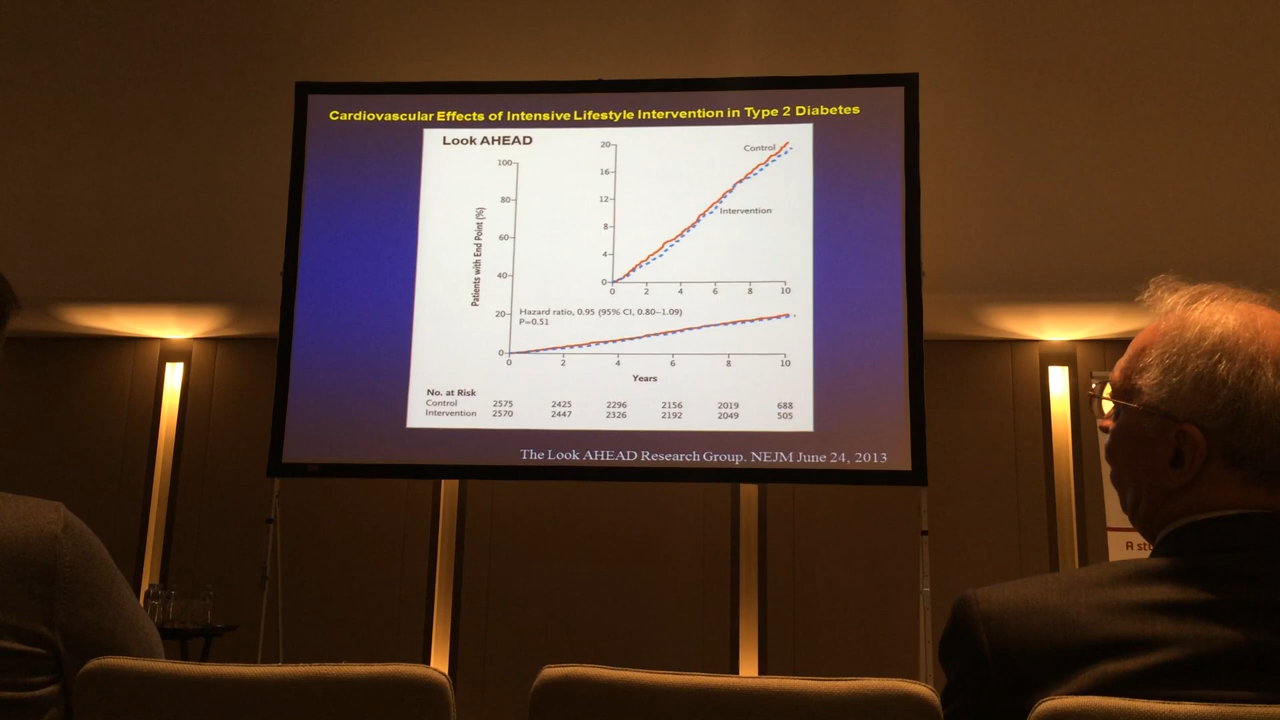 Cardiovascular Effects of Intensive Lifestyle Intervention in Type 2 Diabetes
Look AHEAD
Patients with End Point (%)
100
80
60
40
20
0
20
16
12
8
4
0
Control
Intervention
0 2 4 6 8 10
Hazard ratio, 0.95 (95% CI, 0.80–1.09)
P=0.51
0 2 4 6 8 10
Years
No. at Risk
Control 2575 2425 2296 2156 2019 688
Intervention 2570 2447 2326 2192 2049 505
The Look AHEAD Research Group. NEJM June 24, 2013
A